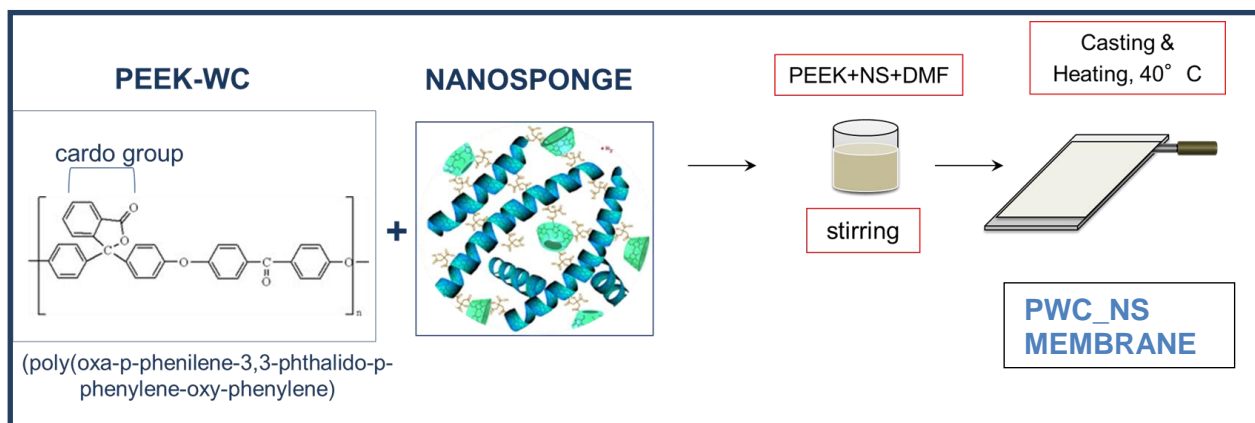 PEEK-WC
cardo group
O
O
C
O
C
O
O
n
(poly(oxa-p-phenilene-3,3-phthalido-p-
phenylene-oxy-phenylene)
+
NANOSPONGE
PEEK+NS+DMF
stirring
Casting &
Heating, 40° C
PWC_NS
MEMBRANE